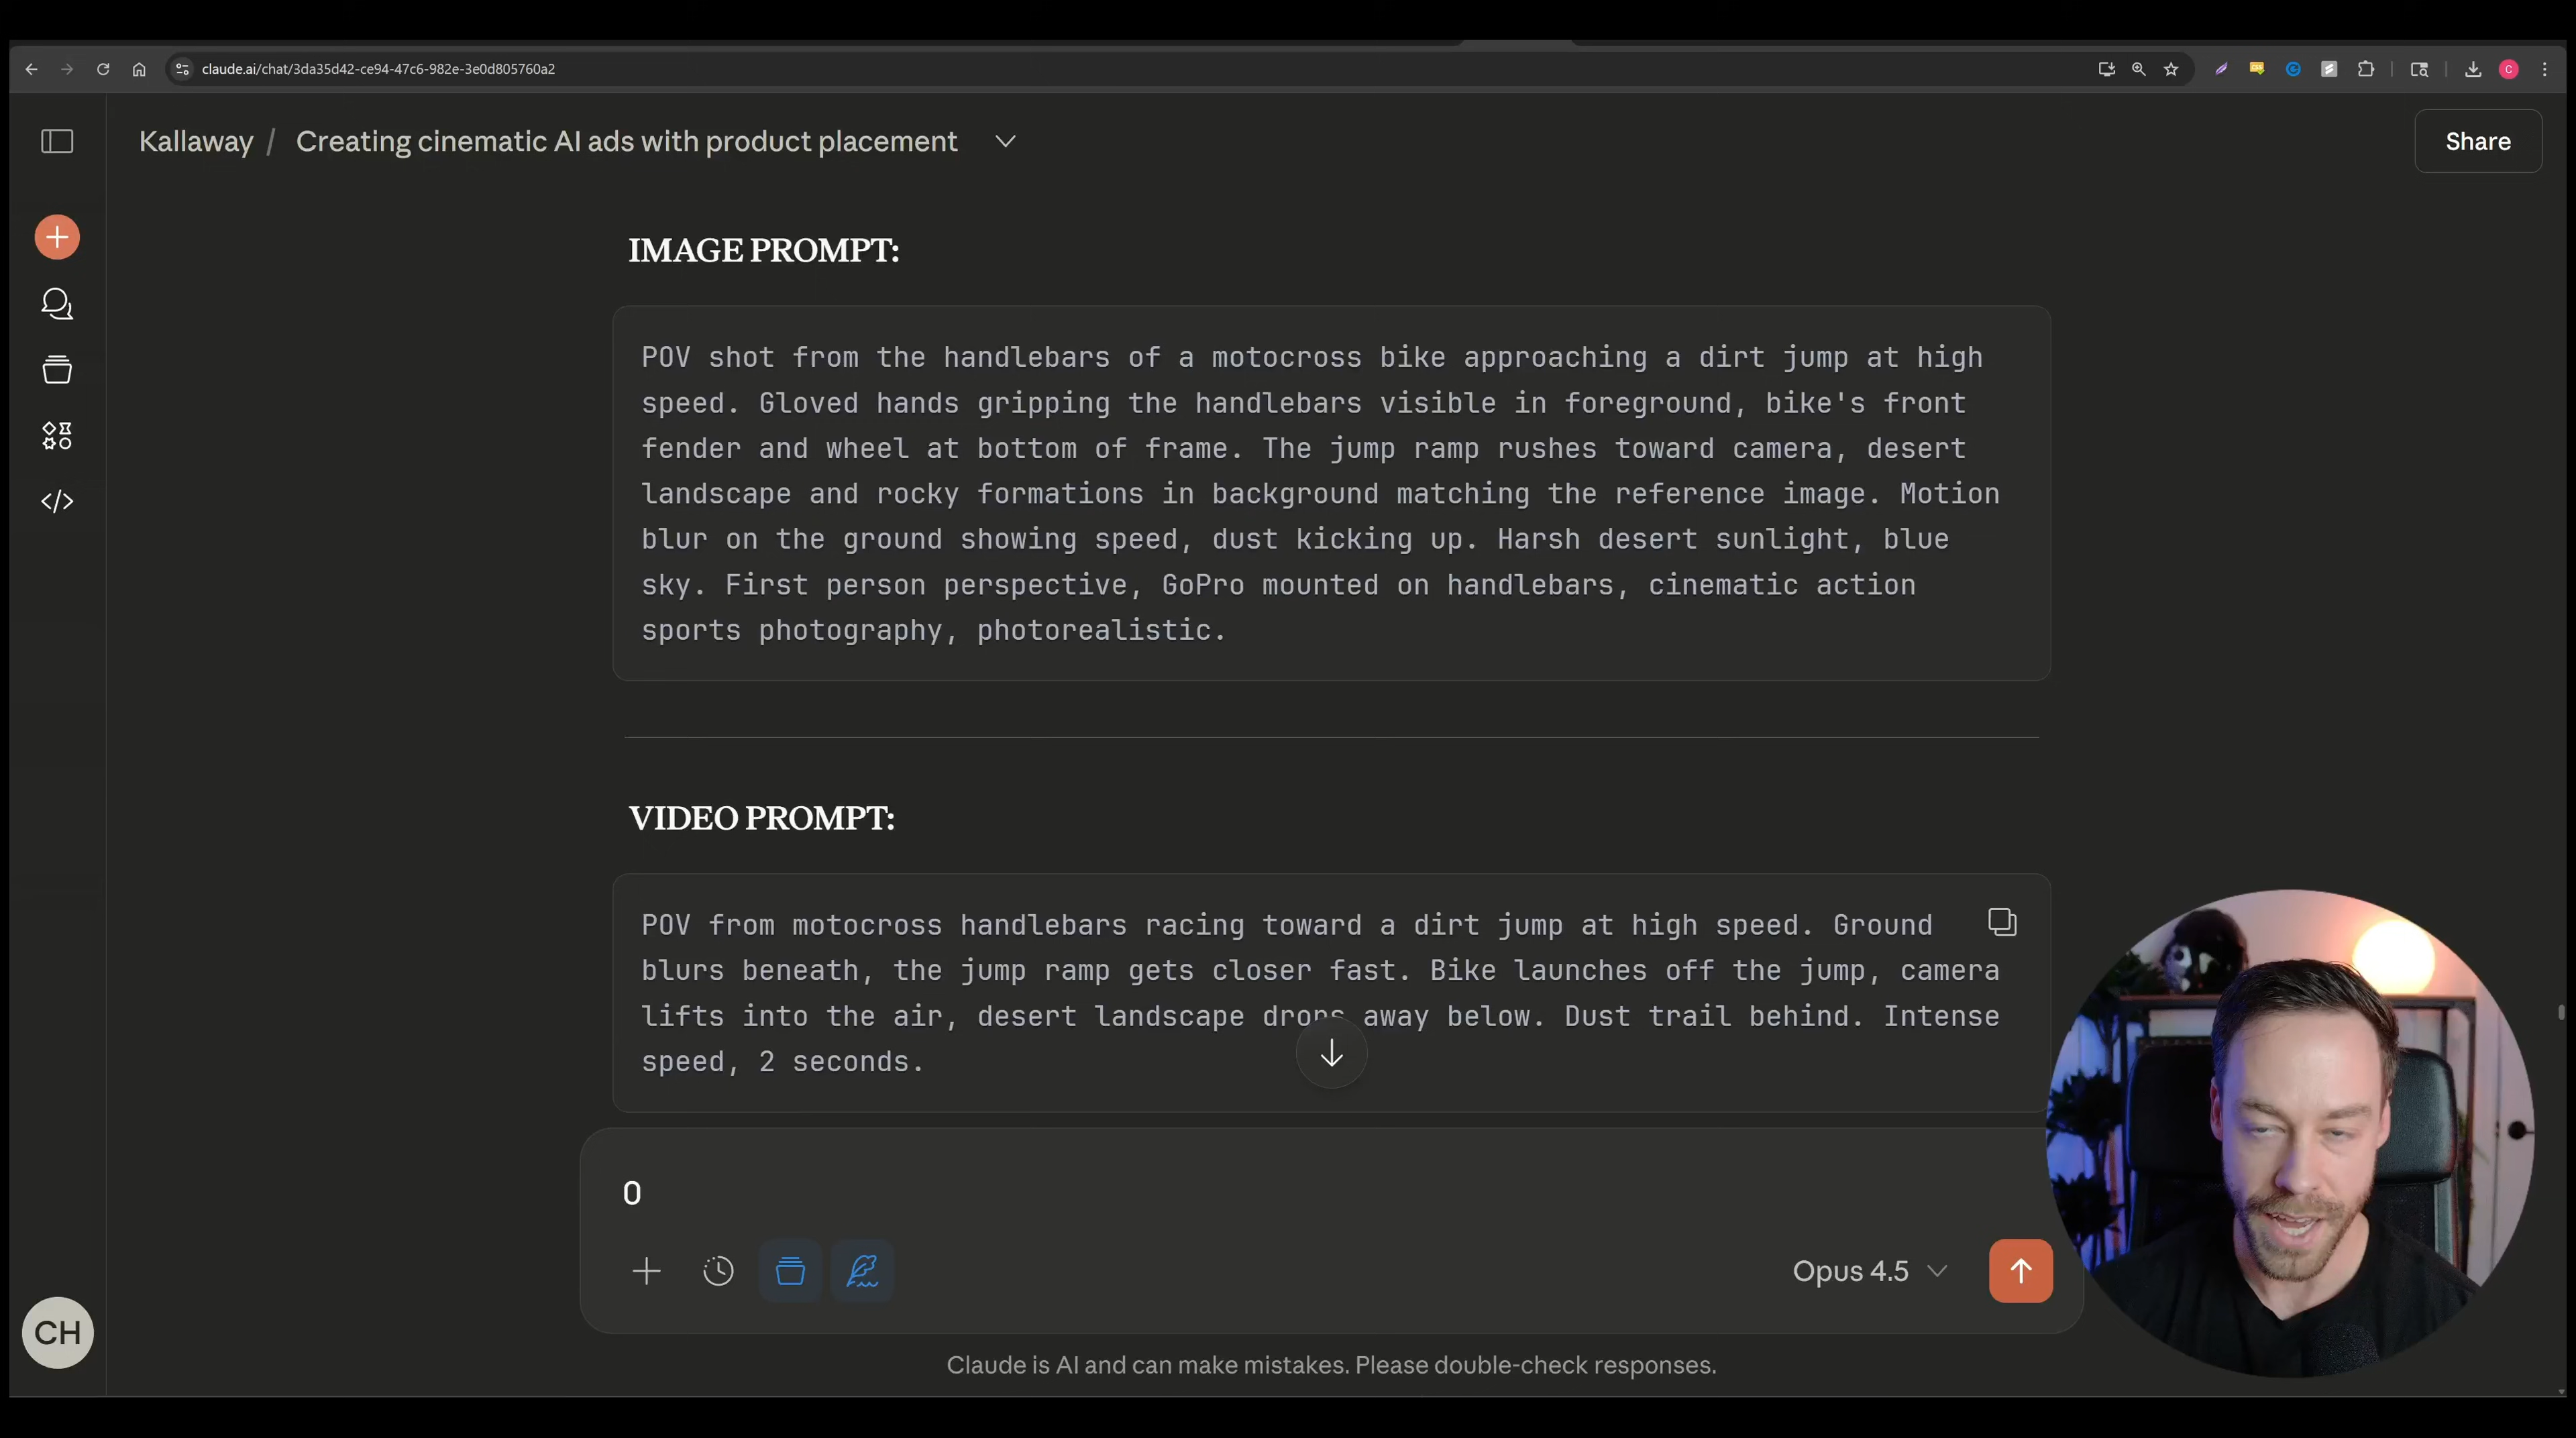 claude.ai/chat/3da35d42-ce94-47c6-982e-3e0d805760a2
C
Kallaway / Creating cinematic AI ads with product placement
Share
IMAGE PROMPT:
POV shot from the handlebars of a motocross bike approaching a dirt jump at high
speed. Gloved hands gripping the handlebars visible in foreground, bike's front
fender and wheel at bottom of frame. The jump ramp rushes toward camera, desert
landscape and rocky formations in background matching the reference image. Motion
blur on the ground showing speed, dust kicking up. Harsh desert sunlight, blue
sky. First person perspective, GoPro mounted on handlebars, cinematic action
sports photography, photorealistic.
VIDEO PROMPT:
POV from motocross handlebars racing toward a dirt jump at high speed. Ground
blurs beneath, the jump ramp gets closer fast. Bike launches off the jump, camera
lifts into the air, desert landscape drops away below. Dust trail behind. Intense
speed, 2 seconds.
0
Opus 4.5
CH
Claude is AI and can make mistakes. Please double-check responses.